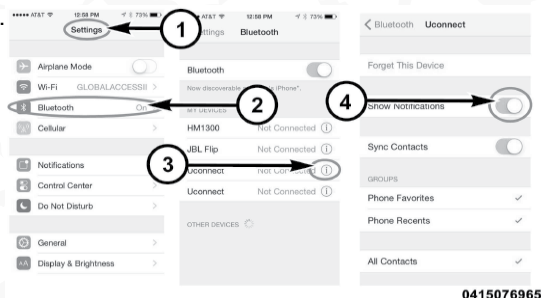 ●●●●● AT&T 12:58 PM 73%
Settings
1
Airplane Mode
Wi-Fi GLOBALACCESSII >
Bluetooth On >
2
Cellular >
Notifications >
Control Center >
Do Not Disturb >
General >
Display & Brightness >
AT&T 12:58 PM 73%
Settings Bluetooth
Bluetooth
Now discoverable iPhone".
MY DEVICES
HM1300 Not Connected
JBL Flip Not Connected
3
Uconnect Not Connected
Uconnect Not Connected
OTHER DEVICES
< Bluetooth Uconnect
Forget This Device
4
Show Notifications
Sync Contacts
GROUPS
Phone Favorites ✓
Phone Recents ✓
All Contacts ✓
0415076965